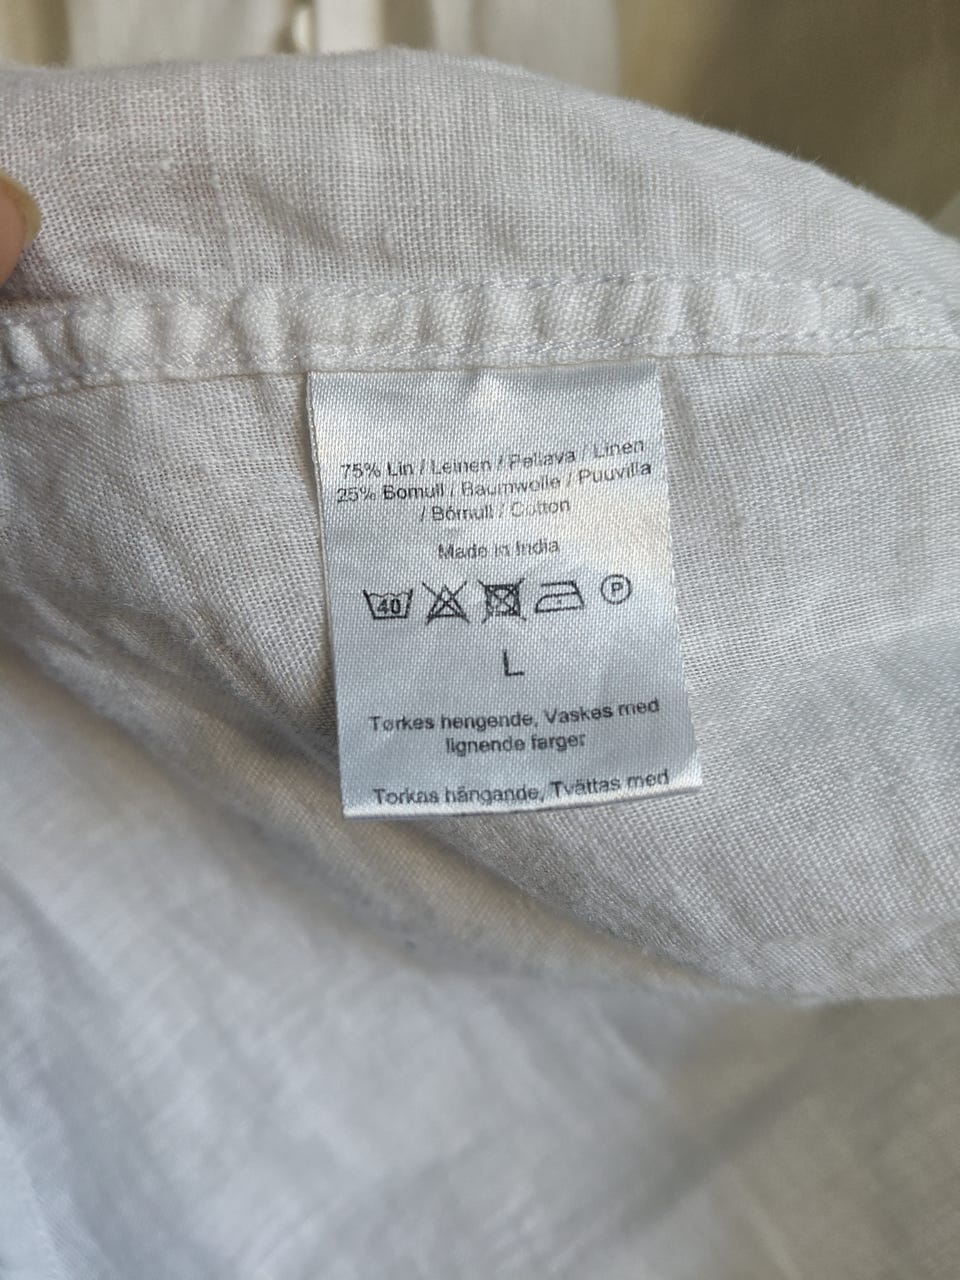 75% Lin / Leinen / Pellava / Linen
25% Bomull / Baumwolle / Puuvilla
/ Bómull / Cotton
Made in India
40
P
L
Tørkes hengende, Vaskes med
lignende farger
Torkas hängande, Tvättas med